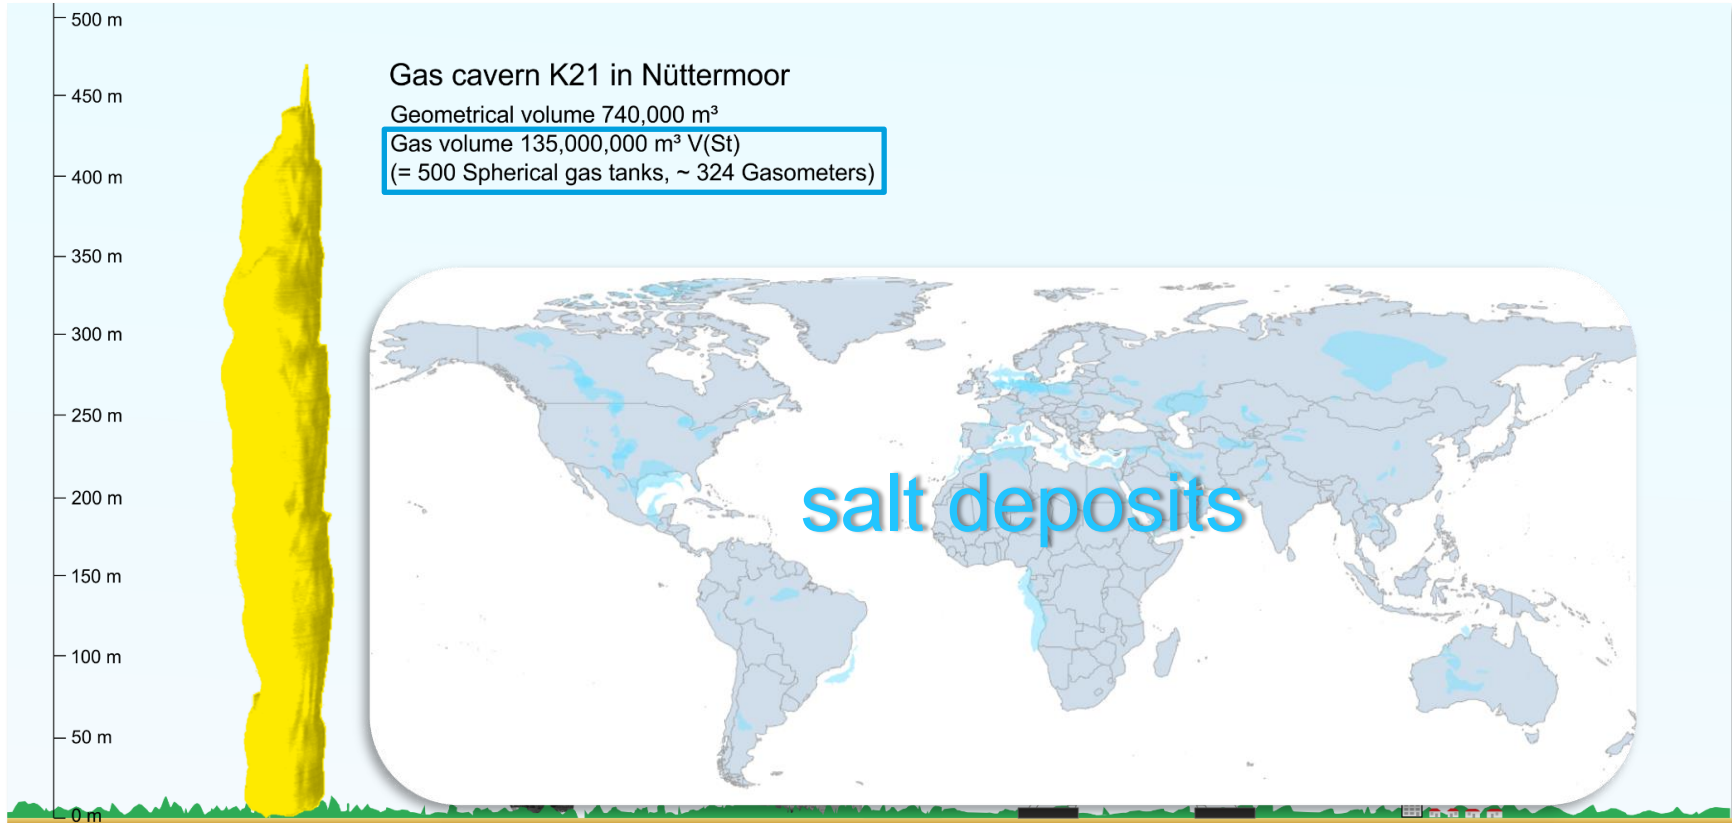 500 m
Gas cavern K21 in Nüttermoor
450 m
Geometrical volume 740,000 m³
Gas volume 135,000,000 m³ V(St)
(= 500 Spherical gas tanks, ~ 324 Gasometers)
400 m
350 m
300 m
250 m
200 m
salt deposits
150 m
100 m
50 m
0 m